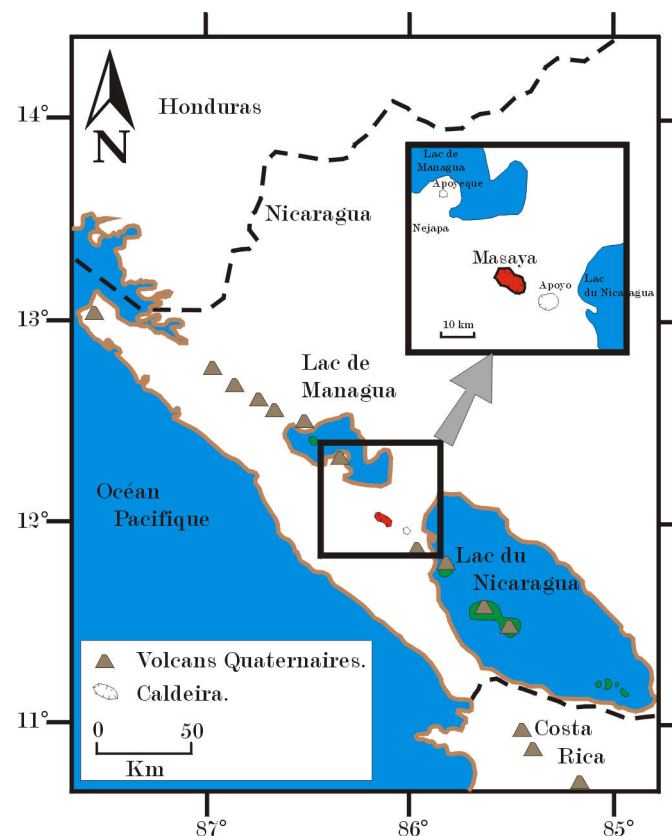 14°
Honduras
N
Nicaragua
Lac de
Managua
Apoyeque
Nejapa
Masaya
Apoyo
Lac
du Nicaragua
10 km
13°
Lac de
Managua
Océan
Pacifique
12°
Lac du
Nicaragua
Volcans Quaternaires.
Caldeira.
0 50
Km
11°
Costa
Rica
87° 86° 85°